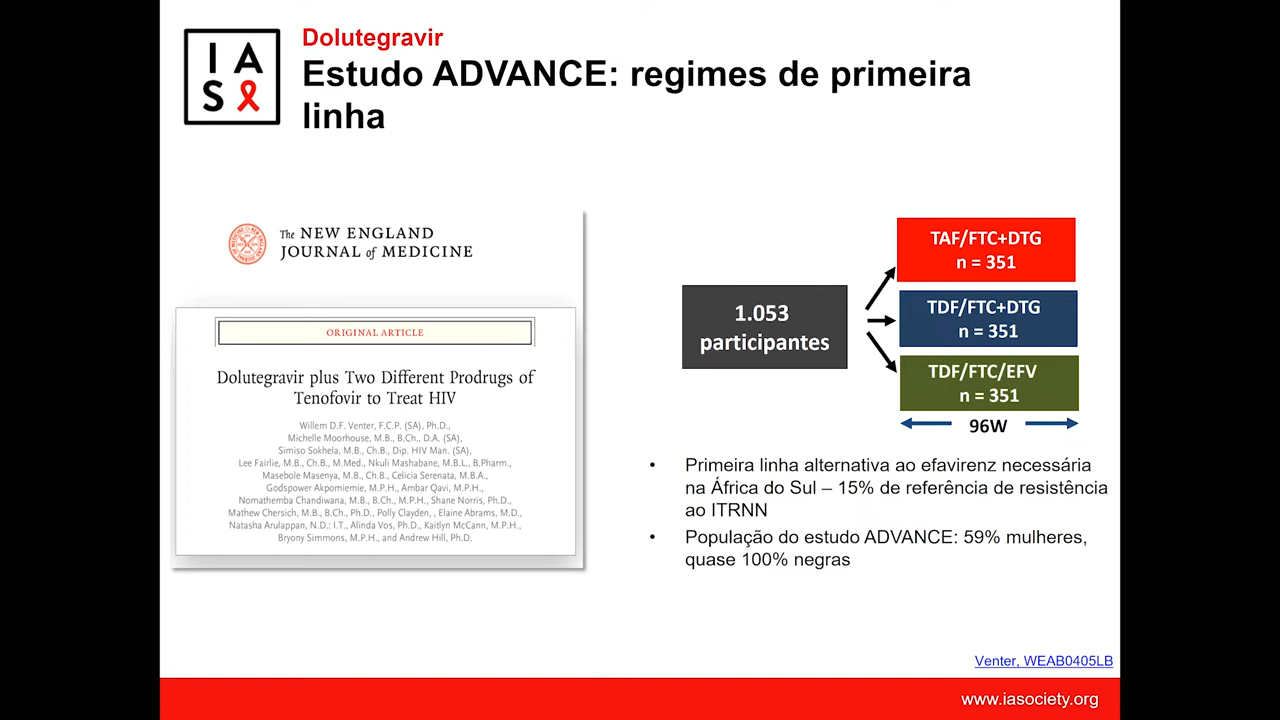 IAS
Dolutegravir
Estudo ADVANCE: regimes de primeira
linha
The NEW ENGLAND
JOURNAL of MEDICINE
ORIGINAL ARTICLE
Dolutegravir plus Two Different Prodrugs of
Tenofovir to Treat HIV
Willem D.F. Venter, F.C.P. (SA), Ph.D.,
Michelle Moorhouse, M.B., B.Ch., D.A. (SA),
Simiso Sokhela, M.B., Ch.B., Dip. HIV Man. (SA),
Lee Fairlie, M.B., Ch.B., M.Med., Nkuli Mashabane, M.B.L., B.Pharm.,
Masebole Masenya, M.B., Ch.B., Celicia Serenata, M.B.A.,
Godspower Akpomiemie, M.P.H., Ambar Qavi, M.P.H.,
Nomathemba Chandiwana, M.B., B.Ch., M.P.H., Shane Norris, Ph.D.,
Mathew Chersich, M.B., B.Ch., Ph.D., Polly Clayden, , Elaine Abrams, M.D.,
Natasha Arulappan, N.D.: I.T., Alinda Vos, Ph.D., Kaitlyn McCann, M.P.H.,
Bryony Simmons, M.P.H., and Andrew Hill, Ph.D.
1.053
participantes
TAF/FTC+DTG
n = 351
TDF/FTC+DTG
n = 351
TDF/FTC/EFV
n = 351
96W
• Primeira linha alternativa ao efavirenz necessária
na África do Sul – 15% de referência de resistência
ao ITRNN
• População do estudo ADVANCE: 59% mulheres,
quase 100% negras
Venter, WEAB0405LB
www.iasociety.org